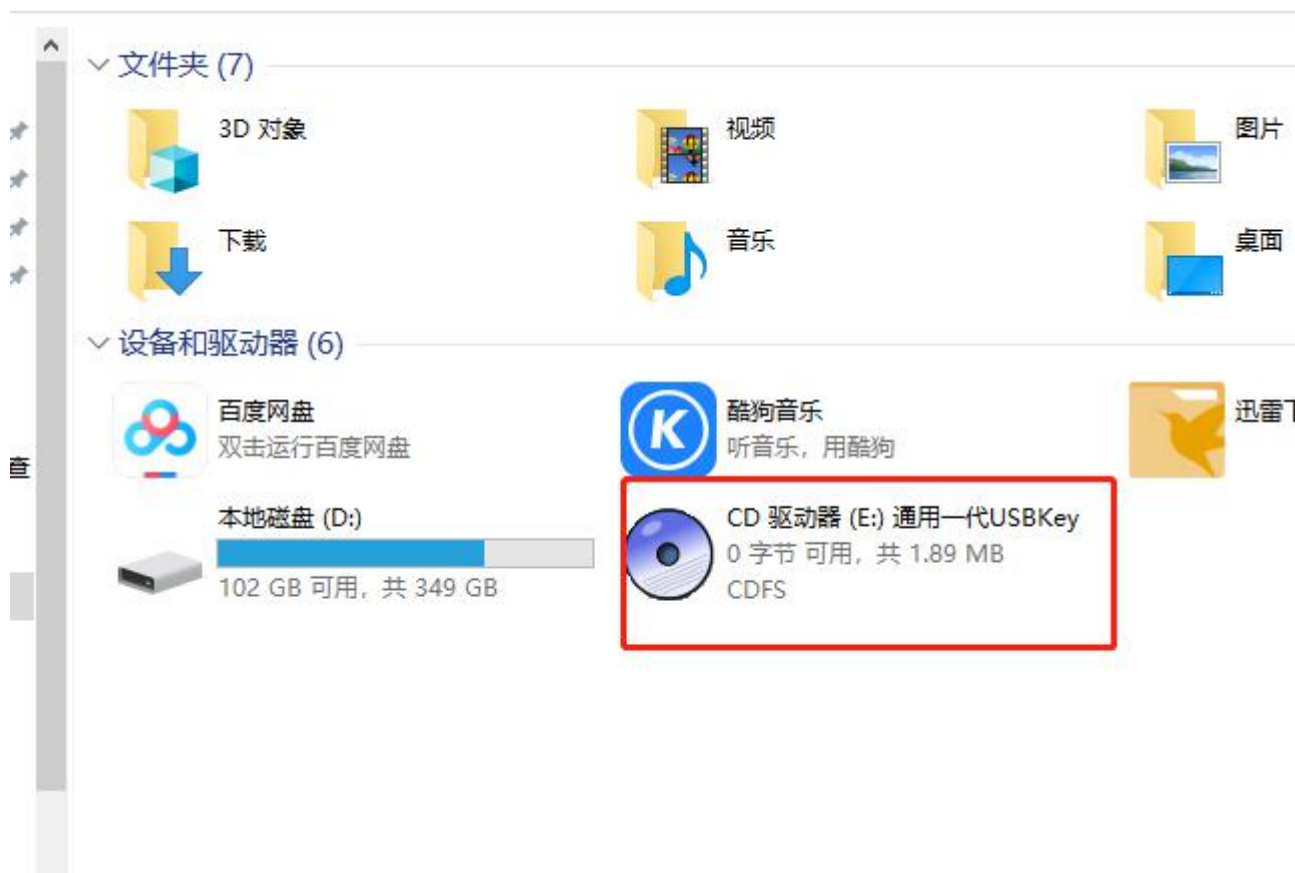 文件夹 (7)
3D 对象
视频
图片
下载
音乐
桌面
设备和驱动器 (6)
百度网盘
双击运行百度网盘
酷狗音乐
听音乐，用酷狗
迅雷下
查
本地磁盘 (D:)
102 GB 可用，共 349 GB
CD 驱动器 (E:) 通用一代USBKey
0 字节 可用，共 1.89 MB
CDFS